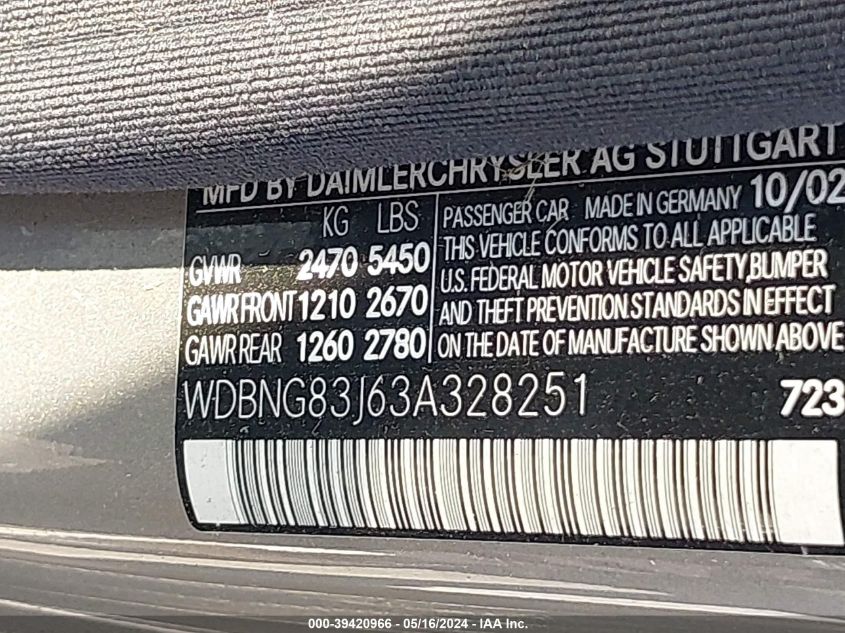 MFD BY DAIMLERCHRYSLER AG STUTTGART
KG LBS
GVWR 2470 5450
GAWR FRONT 1210 2670
GAWR REAR 1260 2780
PASSENGER CAR MADE IN GERMANY 10/02
THIS VEHICLE CONFORMS TO ALL APPLICABLE
U.S. FEDERAL MOTOR VEHICLE SAFETY, BUMPER
AND THEFT PREVENTION STANDARDS IN EFFECT
ON THE DATE OF MANUFACTURE SHOWN ABOVE
WDBNG83J63A328251 723
000-39420966 - 05/16/2024 - IAA Inc.